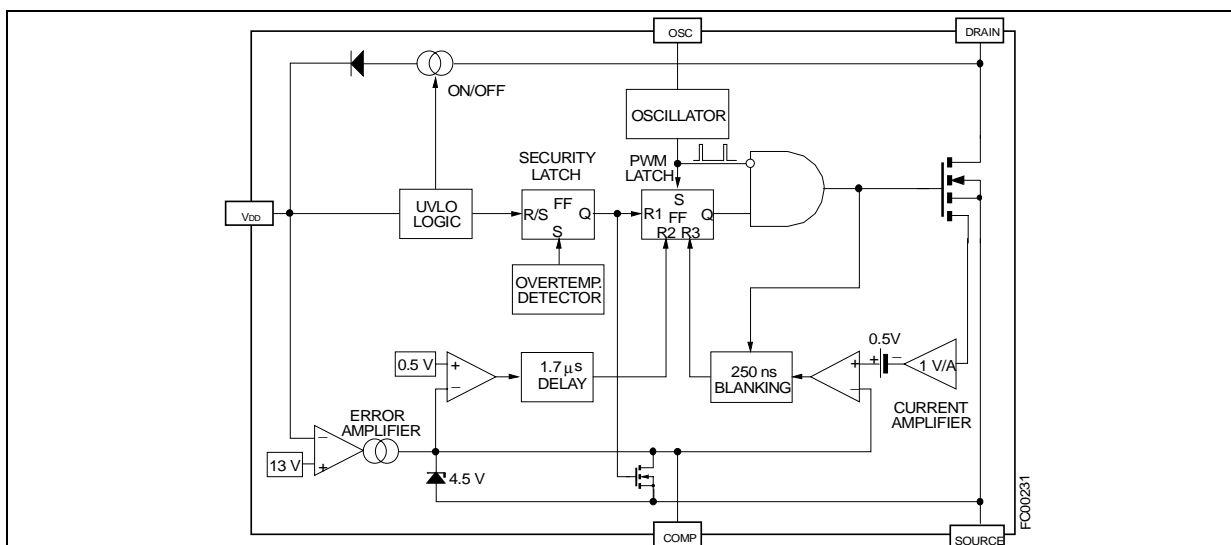 OSC
DRAIN
ON/OFF
OSCILLATOR
SECURITY
LATCH
PWM
LATCH
VDD
UVLO
LOGIC
R/S FF Q
S
S
R1 FF Q
R2 R3
OVERTEMP.
DETECTOR
0.5 V
+
−
1.7 µs
DELAY
250 ns
BLANKING
0.5V
+ −
+
−
1 V/A
CURRENT
AMPLIFIER
ERROR
AMPLIFIER
−
+
13 V
4.5 V
COMP
SOURCE
FC00231